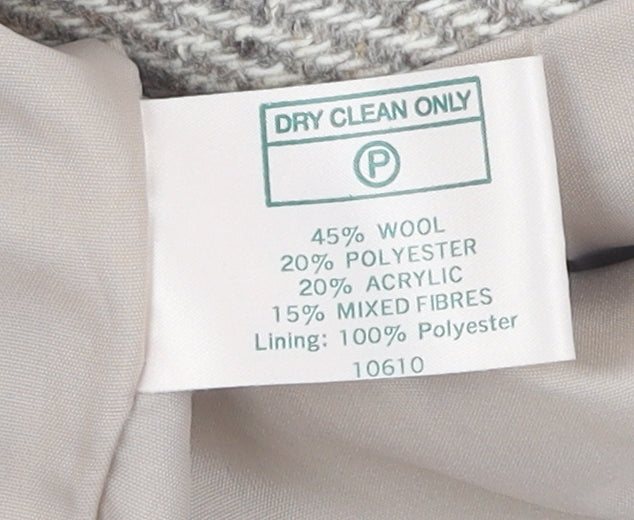 DRY CLEAN ONLY
P
45% WOOL
20% POLYESTER
20% ACRYLIC
15% MIXED FIBRES
Lining: 100% Polyester
10610